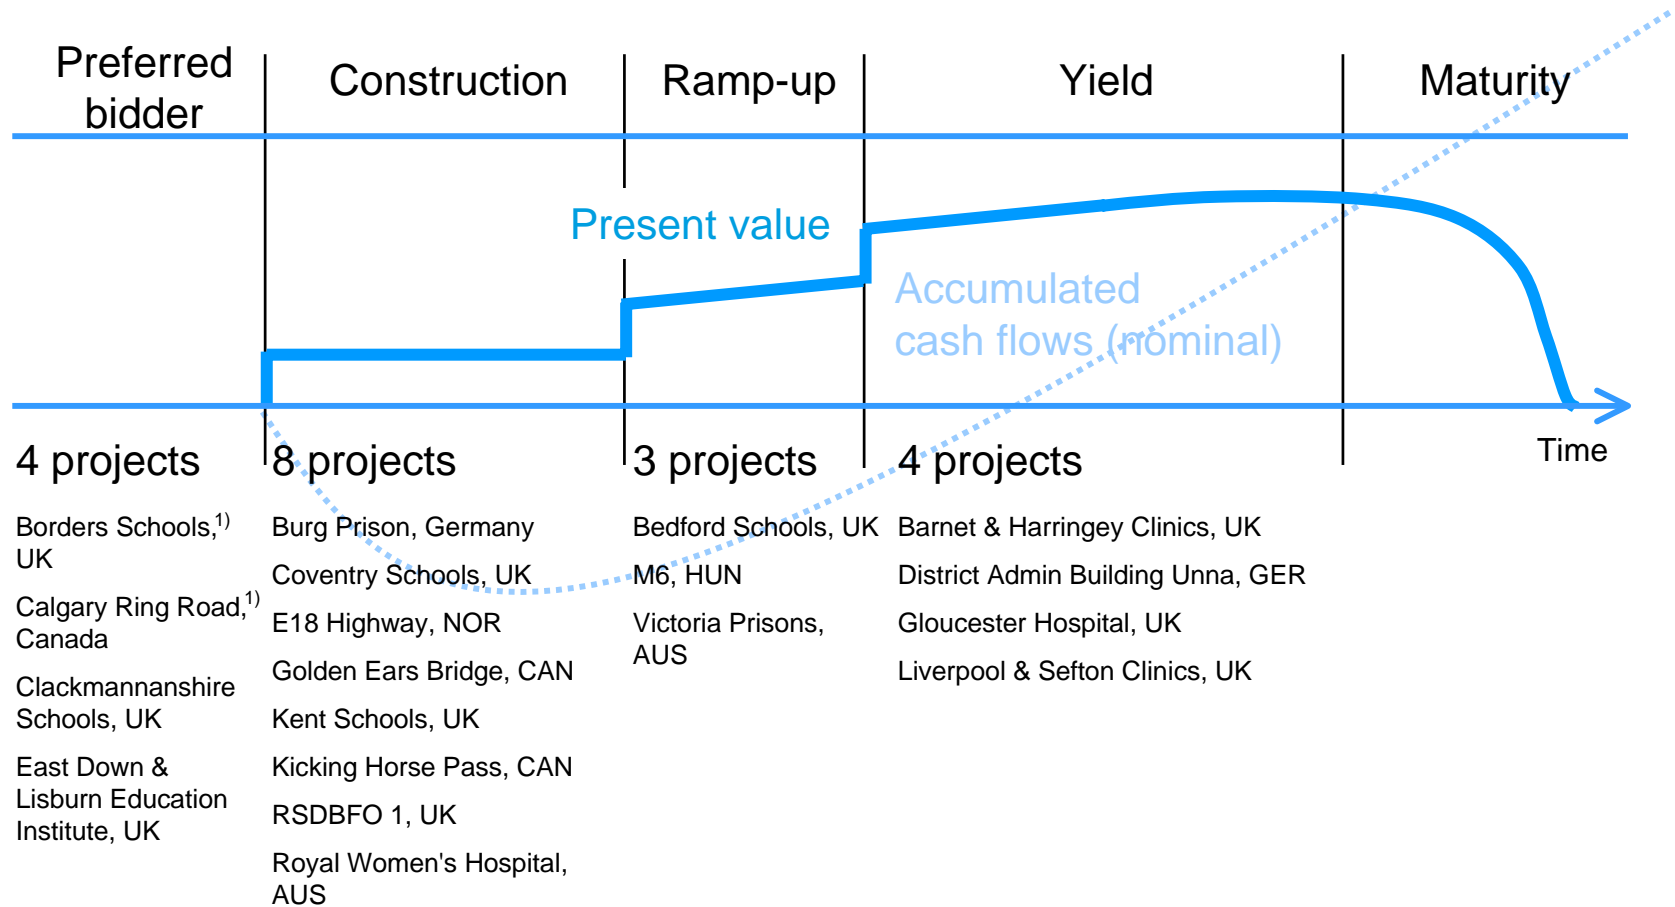 Preferred
bidder
Construction
Ramp-up
Yield
Maturity
Present value
Accumulated
cash flows (nominal)
Time
4 projects
Borders Schools,1)
UK
Calgary Ring Road,1)
Canada
Clackmannanshire
Schools, UK
East Down &
Lisburn Education
Institute, UK
8 projects
Burg Prison, Germany
Coventry Schools, UK
E18 Highway, NOR
Golden Ears Bridge, CAN
Kent Schools, UK
Kicking Horse Pass, CAN
RSDBFO 1, UK
Royal Women's Hospital,
AUS
3 projects
Bedford Schools, UK
M6, HUN
Victoria Prisons,
AUS
4 projects
Barnet & Harringey Clinics, UK
District Admin Building Unna, GER
Gloucester Hospital, UK
Liverpool & Sefton Clinics, UK